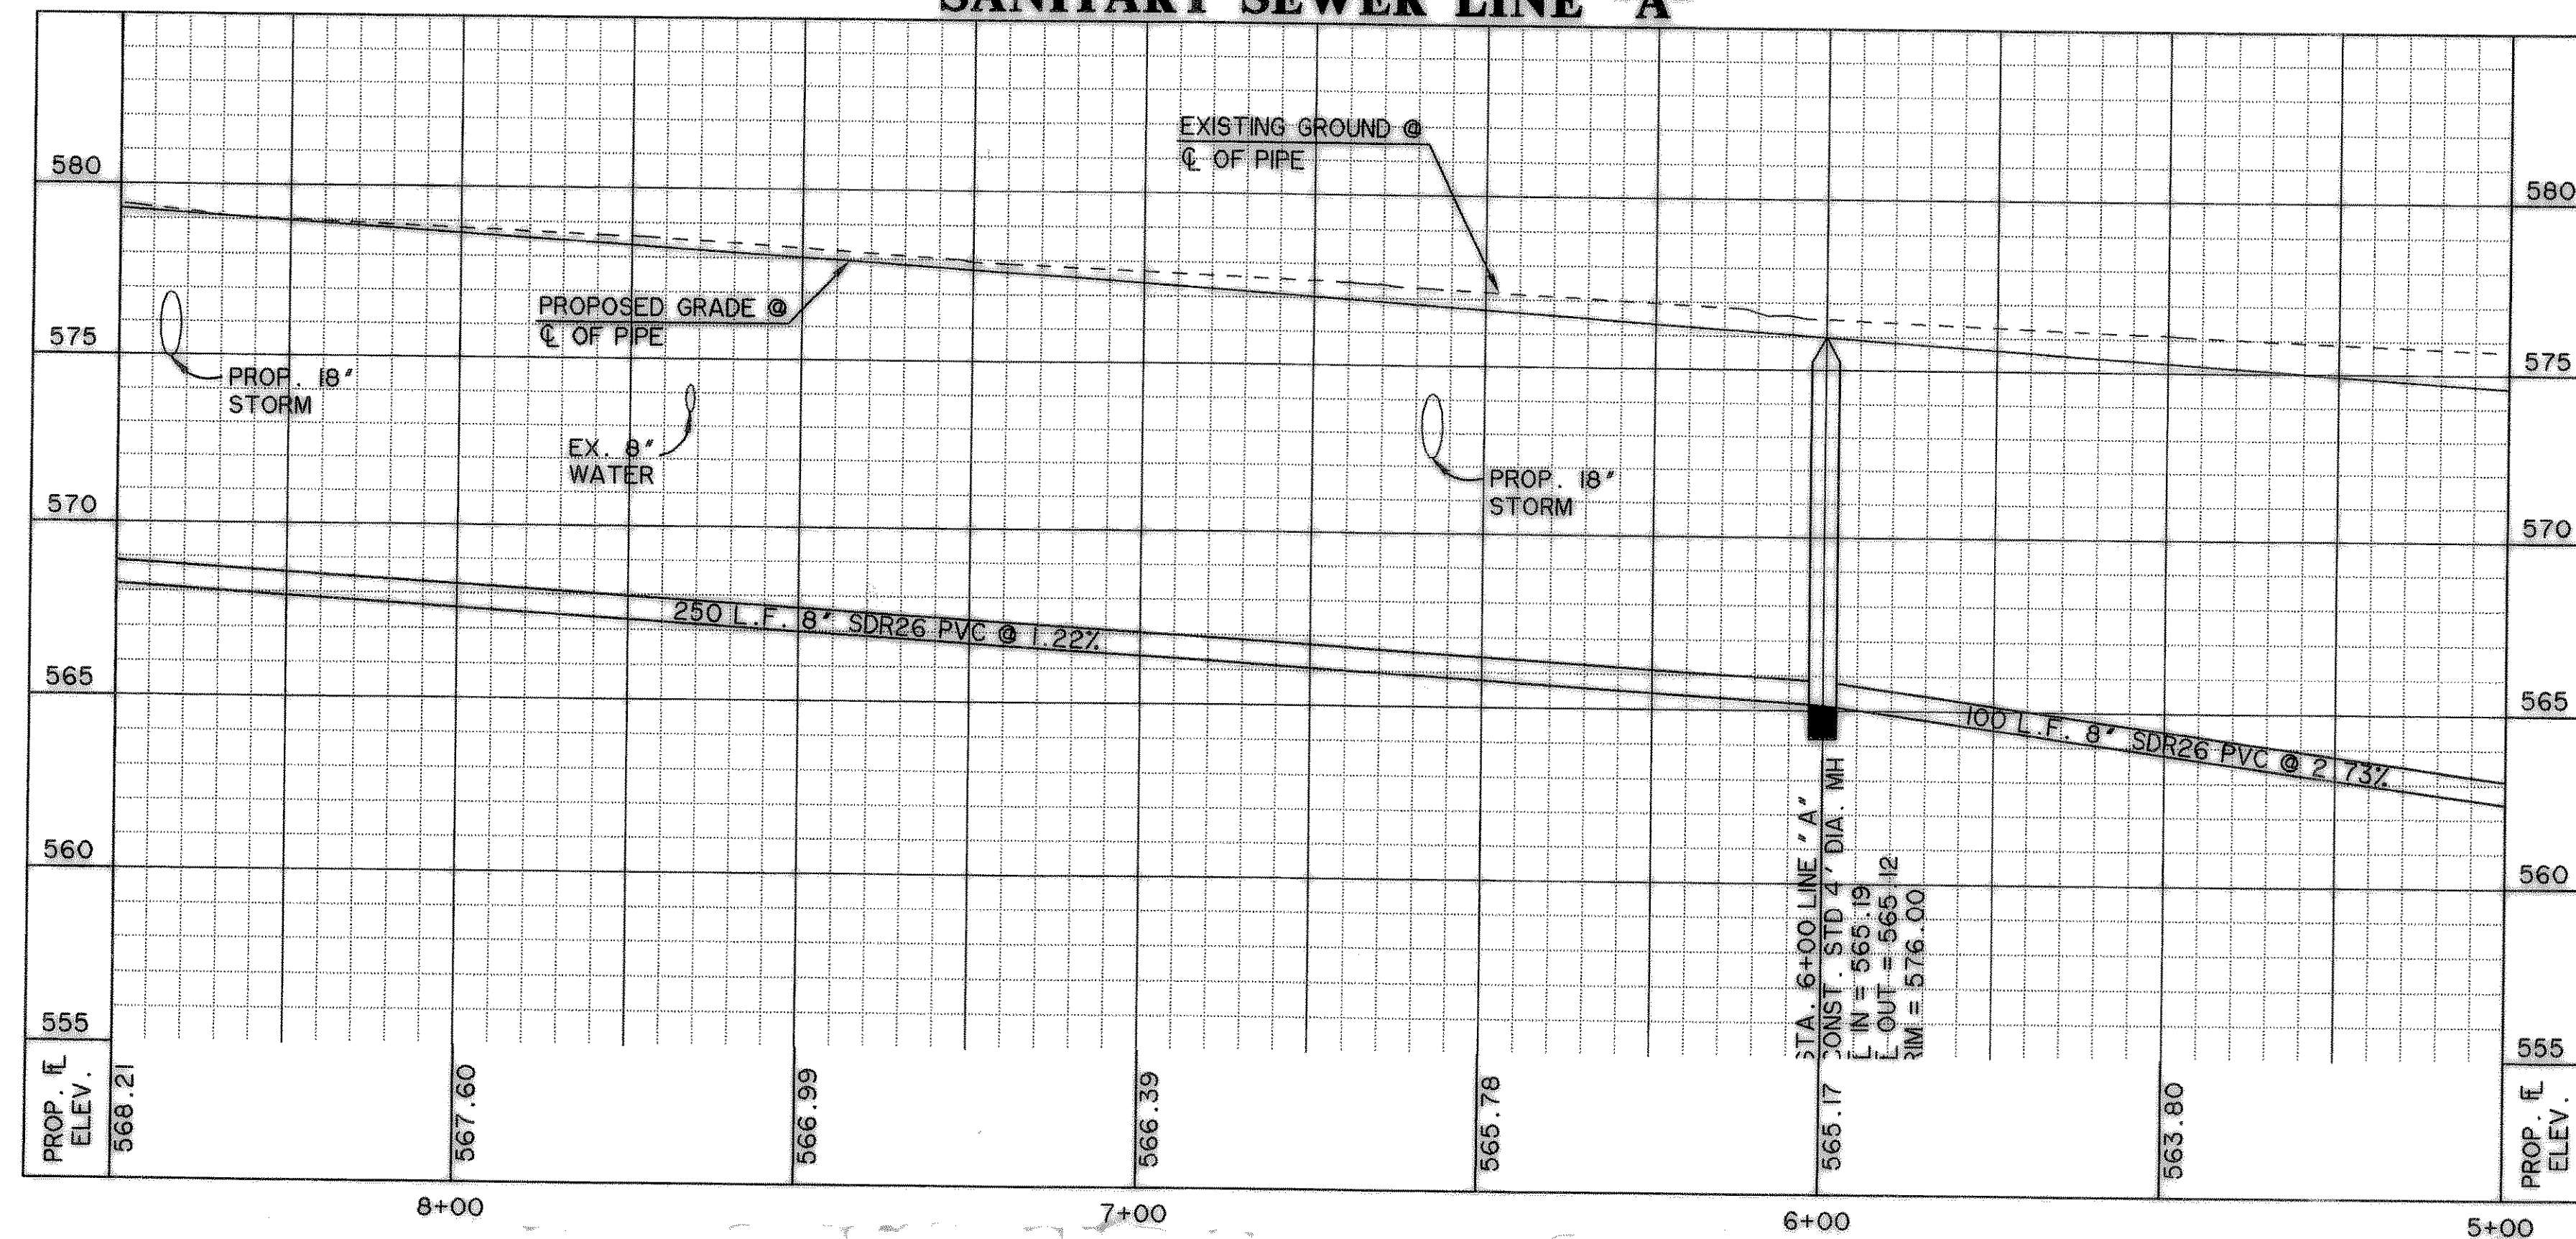 SANITARY SEWER LINE "A"
EXISTING GROUND @
℄ OF PIPE
580
580
PROPOSED GRADE @
℄ OF PIPE
575
575
PROP. 18"
STORM
EX. 8"
WATER
PROP. 18"
STORM
570
570
250 L.F. 8" SDR26 PVC @ 1.22%
565
565
100 L.F. 8" SDR26 PVC @ 2.73%
560
560
STA. 6+00 LINE "A"
CONST. STD 4' DIA. MH
FL IN = 565.19
FL OUT = 565.12
RIM = 576.00
555
555
PROP. FL
ELEV.
568.21
567.60
566.99
566.39
565.78
565.17
563.80
PROP. FL
ELEV.
8+00
7+00
6+00
5+00